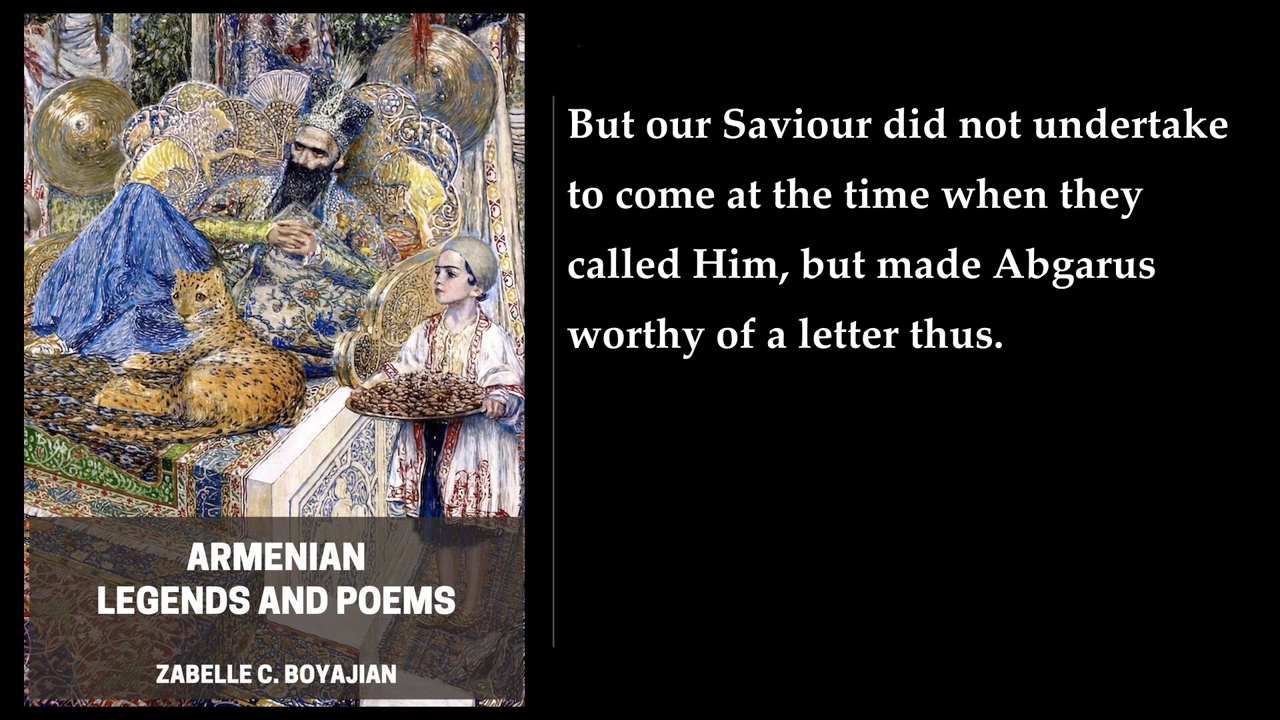 But our Saviour did not undertake
to come at the time when they
called Him, but made Abgarus
worthy of a letter thus.
ARMENIAN
LEGENDS AND POEMS
ZABELLE C. BOYAJIAN